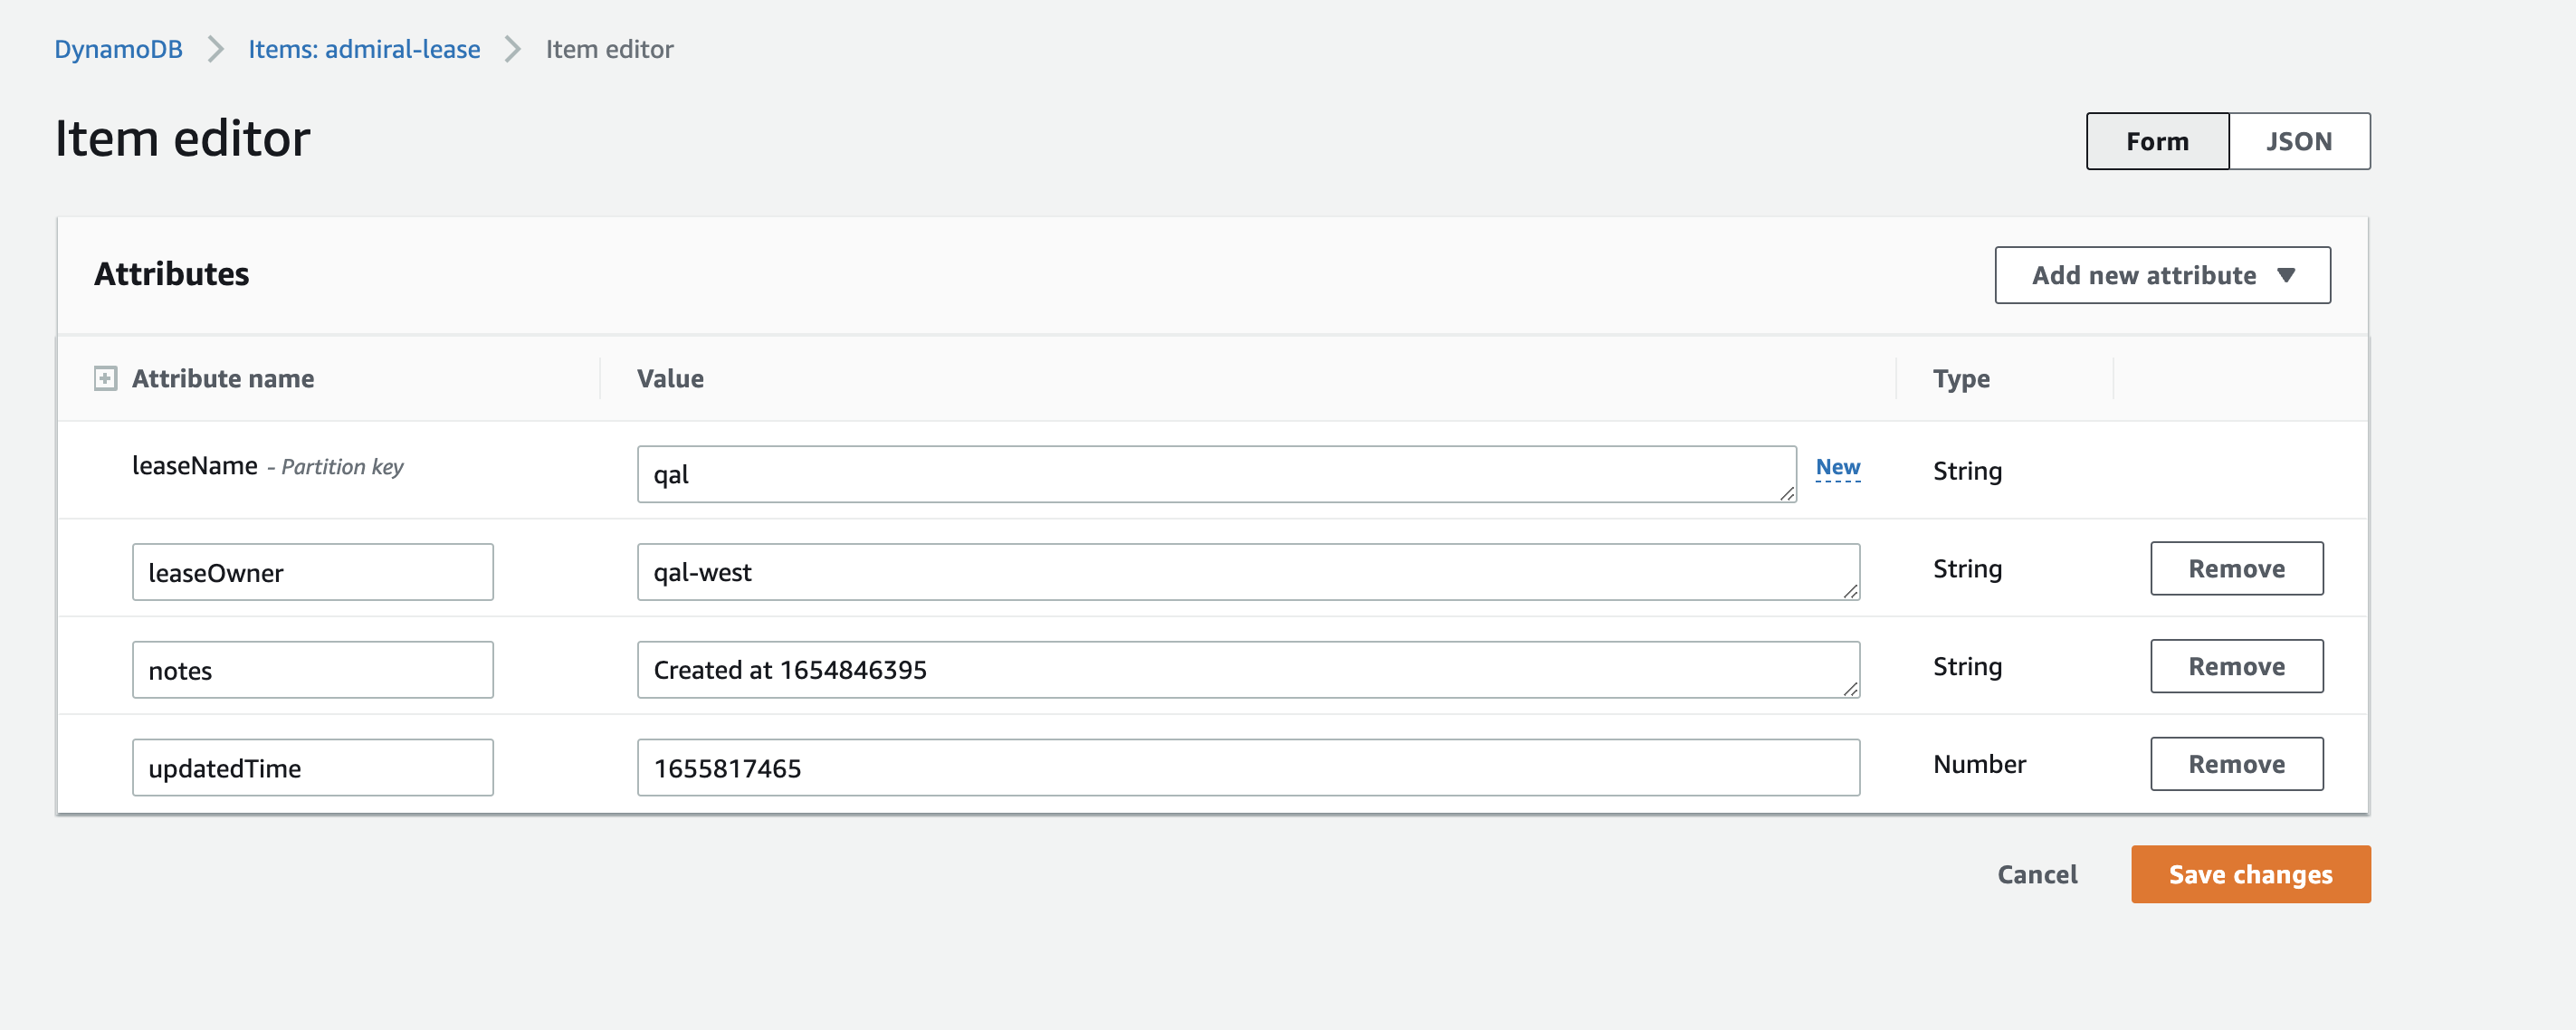 DynamoDB Items: admiral-lease Item editor
Item editor
Form JSON
Attributes
Add new attribute
Attribute name Value Type
leaseName - Partition key qal New String
leaseOwner qal-west String Remove
notes Created at 1654846395 String Remove
updatedTime 1655817465 Number Remove
Cancel Save changes